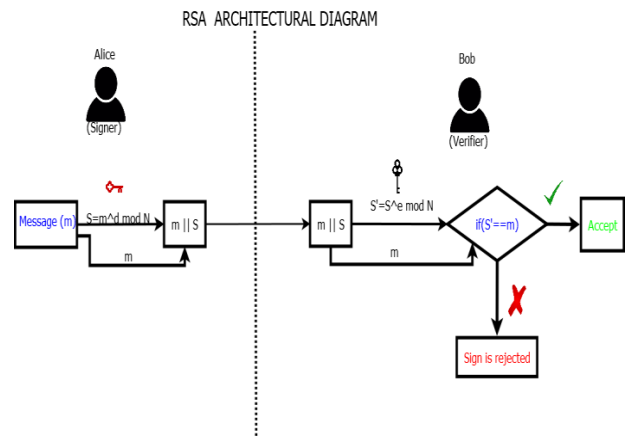 RSA ARCHITECTURAL DIAGRAM
Alice
(Signer)
Bob
(Verifier)
Message (m)
S=m^d mod N
m
m || S
m || S
S'=S^e mod N
m
if(S'==m)
Accept
Sign is rejected